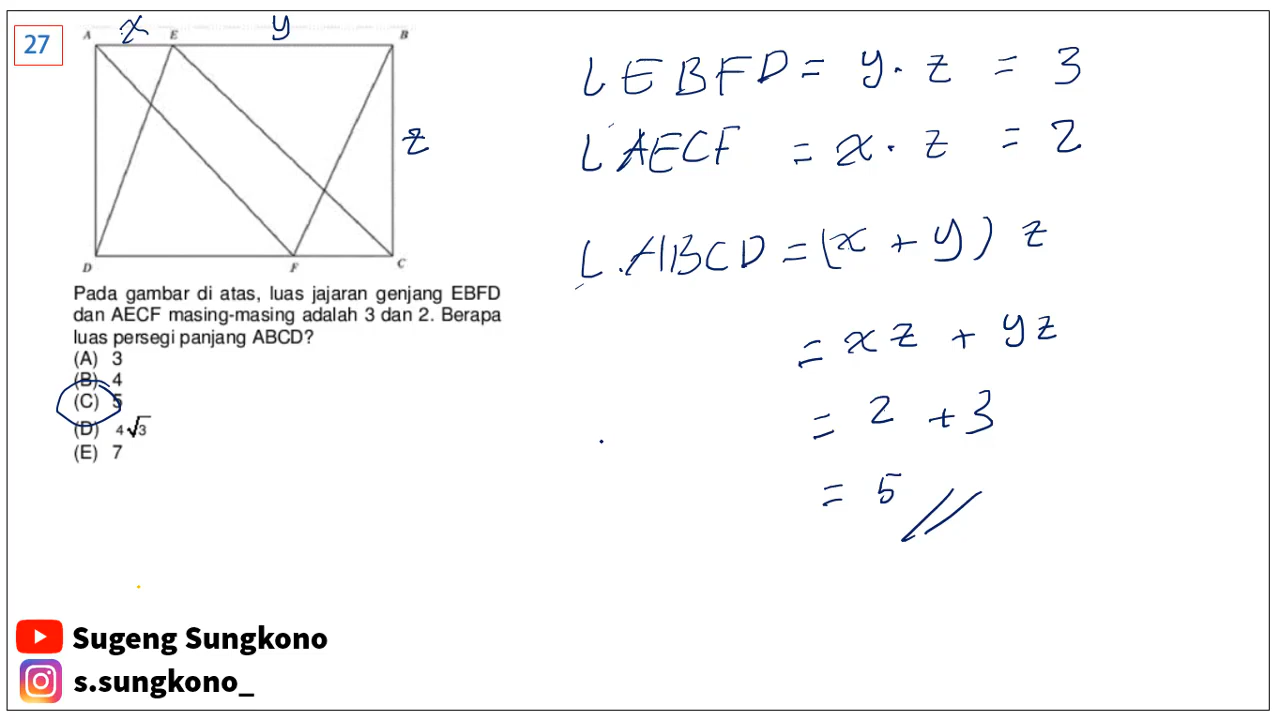 27
x y
A E B
z
D F C
Pada gambar di atas, luas jajaran genjang EBFD
dan AECF masing-masing adalah 3 dan 2. Berapa
luas persegi panjang ABCD?
(A) 3
(B) 4
(C) 5
(D) 4√3
(E) 7
L EBFD = y . z = 3
L AECF = x . z = 2
L.ABCD = (x + y) z
= x z + y z
= 2 + 3
= 5 //
Sugeng Sungkono
s.sungkono_